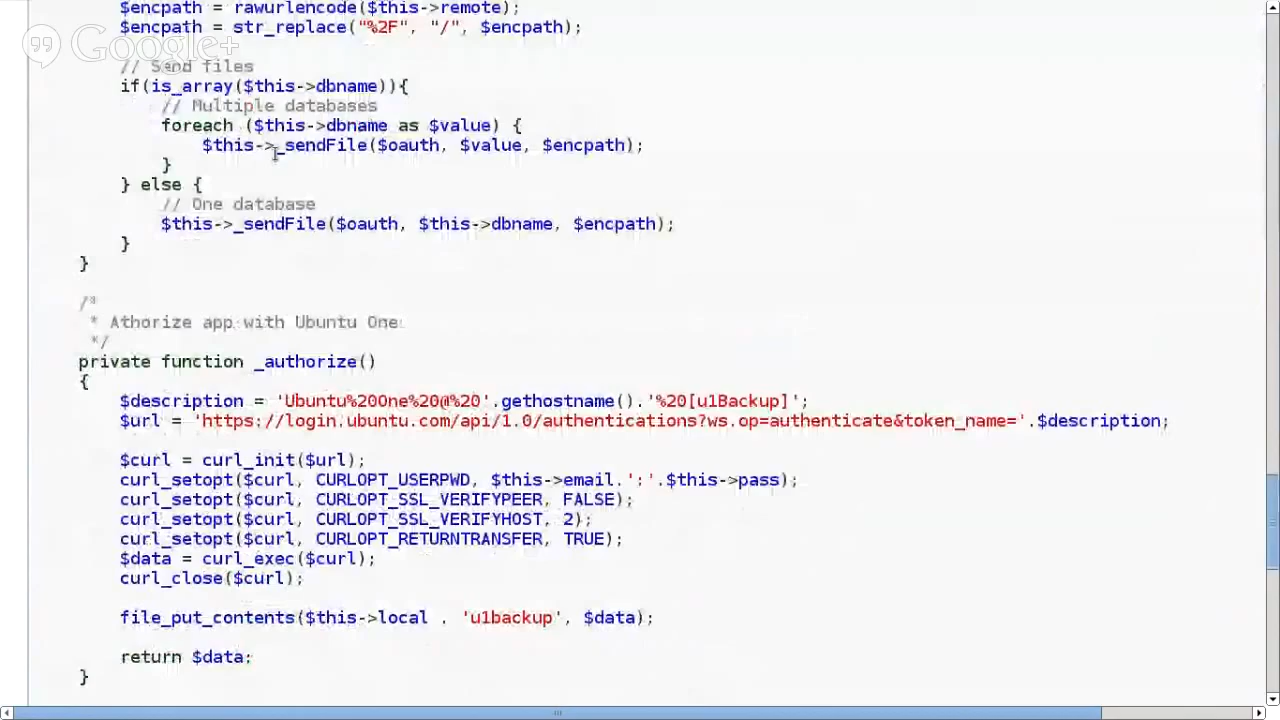 $encpath = rawurlencode($this->remote);
$encpath = str_replace("%2F", "/", $encpath);
Google+
// Send files
if(is_array($this->dbname)){
// Multiple databases
foreach ($this->dbname as $value) {
$this->_sendFile($oauth, $value, $encpath);
}
} else {
// One database
$this->_sendFile($oauth, $this->dbname, $encpath);
}
}
/*
* Athorize app with Ubuntu One
*/
private function _authorize()
{
$description = 'Ubuntu%20One%20@%20'.gethostname().'%20[u1Backup]';
$url = 'https://login.ubuntu.com/api/1.0/authentications?ws.op=authenticate&token_name='.$description;
$curl = curl_init($url);
curl_setopt($curl, CURLOPT_USERPWD, $this->email.':'.$this->pass);
curl_setopt($curl, CURLOPT_SSL_VERIFYPEER, FALSE);
curl_setopt($curl, CURLOPT_SSL_VERIFYHOST, 2);
curl_setopt($curl, CURLOPT_RETURNTRANSFER, TRUE);
$data = curl_exec($curl);
curl_close($curl);
file_put_contents($this->local . 'u1backup', $data);
return $data;
}